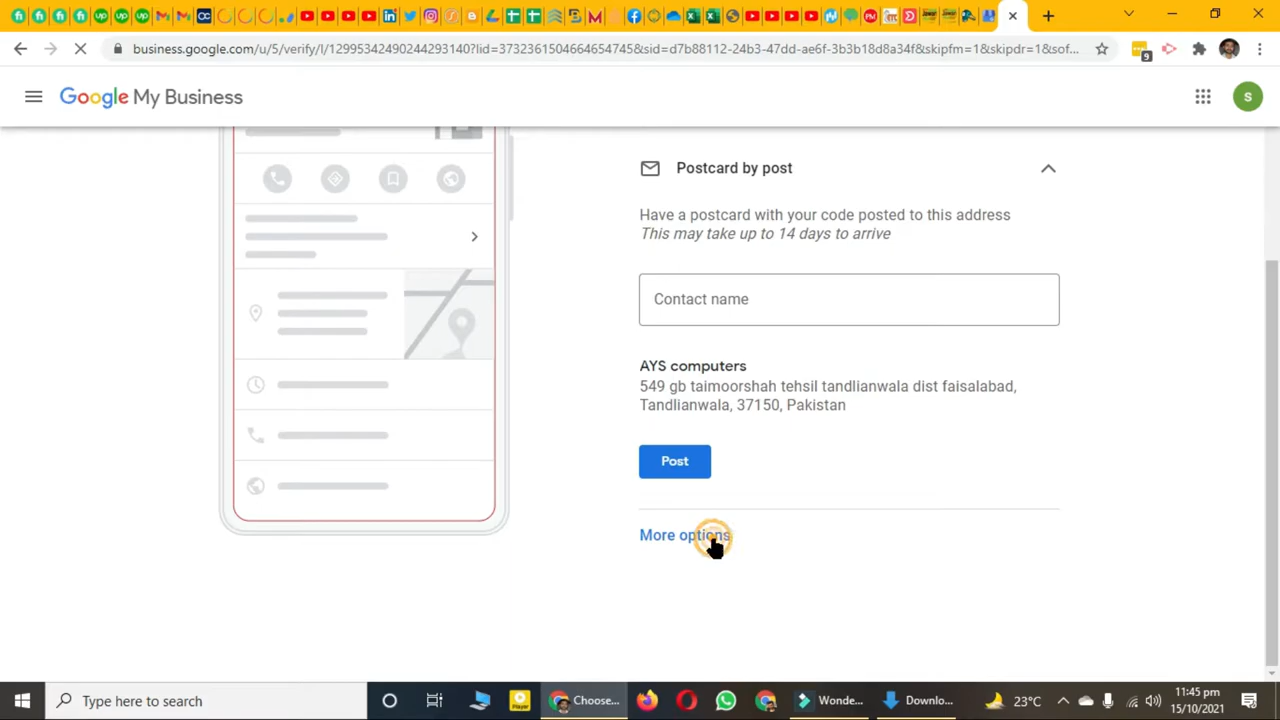 business.google.com/u/5/verify/l/12995342490244293140?lid=3732361504664654745&sid=d7b88112-24b3-47dd-ae6f-3b3b18d8a34f&skipfm=1&skipdr=1&sof...
9
Google My Business
S
Postcard by post
Have a postcard with your code posted to this address
This may take up to 14 days to arrive
Contact name
AYS computers
549 gb taimoorshah tehsil tandlianwala dist faisalabad,
Tandlianwala, 37150, Pakistan
Post
More options
Type here to search
Player
Choose...
Wonde...
Downlo...
23°C
11:45 pm
15/10/2021